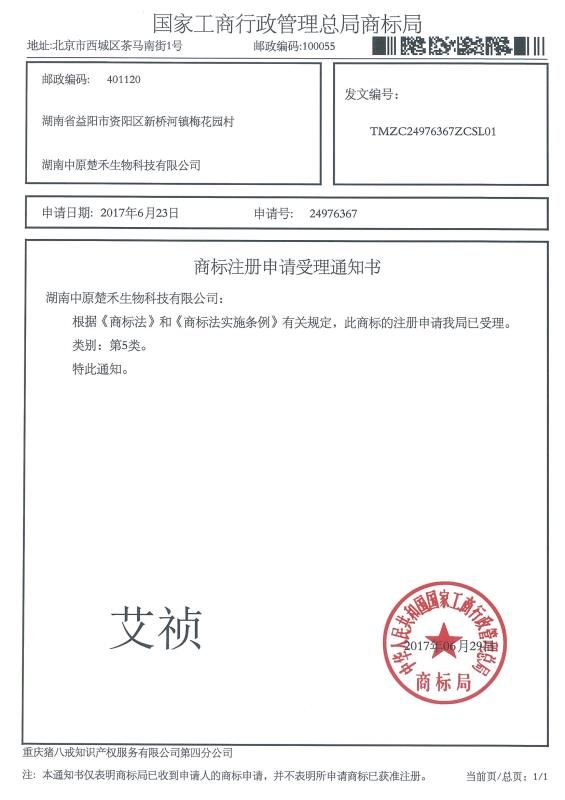 国家工商行政管理总局商标局
地址:北京市西城区茶马南街1号 邮政编码:100055
邮政编码: 401120
湖南省益阳市资阳区新桥河镇梅花园村
湖南中原楚禾生物科技有限公司
发文编号:
TMZC24976367ZCSL01
申请日期: 2017年6月23日 申请号: 24976367
商标注册申请受理通知书
湖南中原楚禾生物科技有限公司:
根据《商标法》和《商标法实施条例》有关规定，此商标的注册申请我局已受理。
类别: 第5类。
特此通知。
艾祯
中华人民共和国国家工商行政管理总局
2017年06月29日
商标局
重庆猪八戒知识产权服务有限公司第四分公司
注: 本通知书仅表明商标局已收到申请人的商标申请，并不表明所申请商标已获准注册。 当前页/总页: 1/1